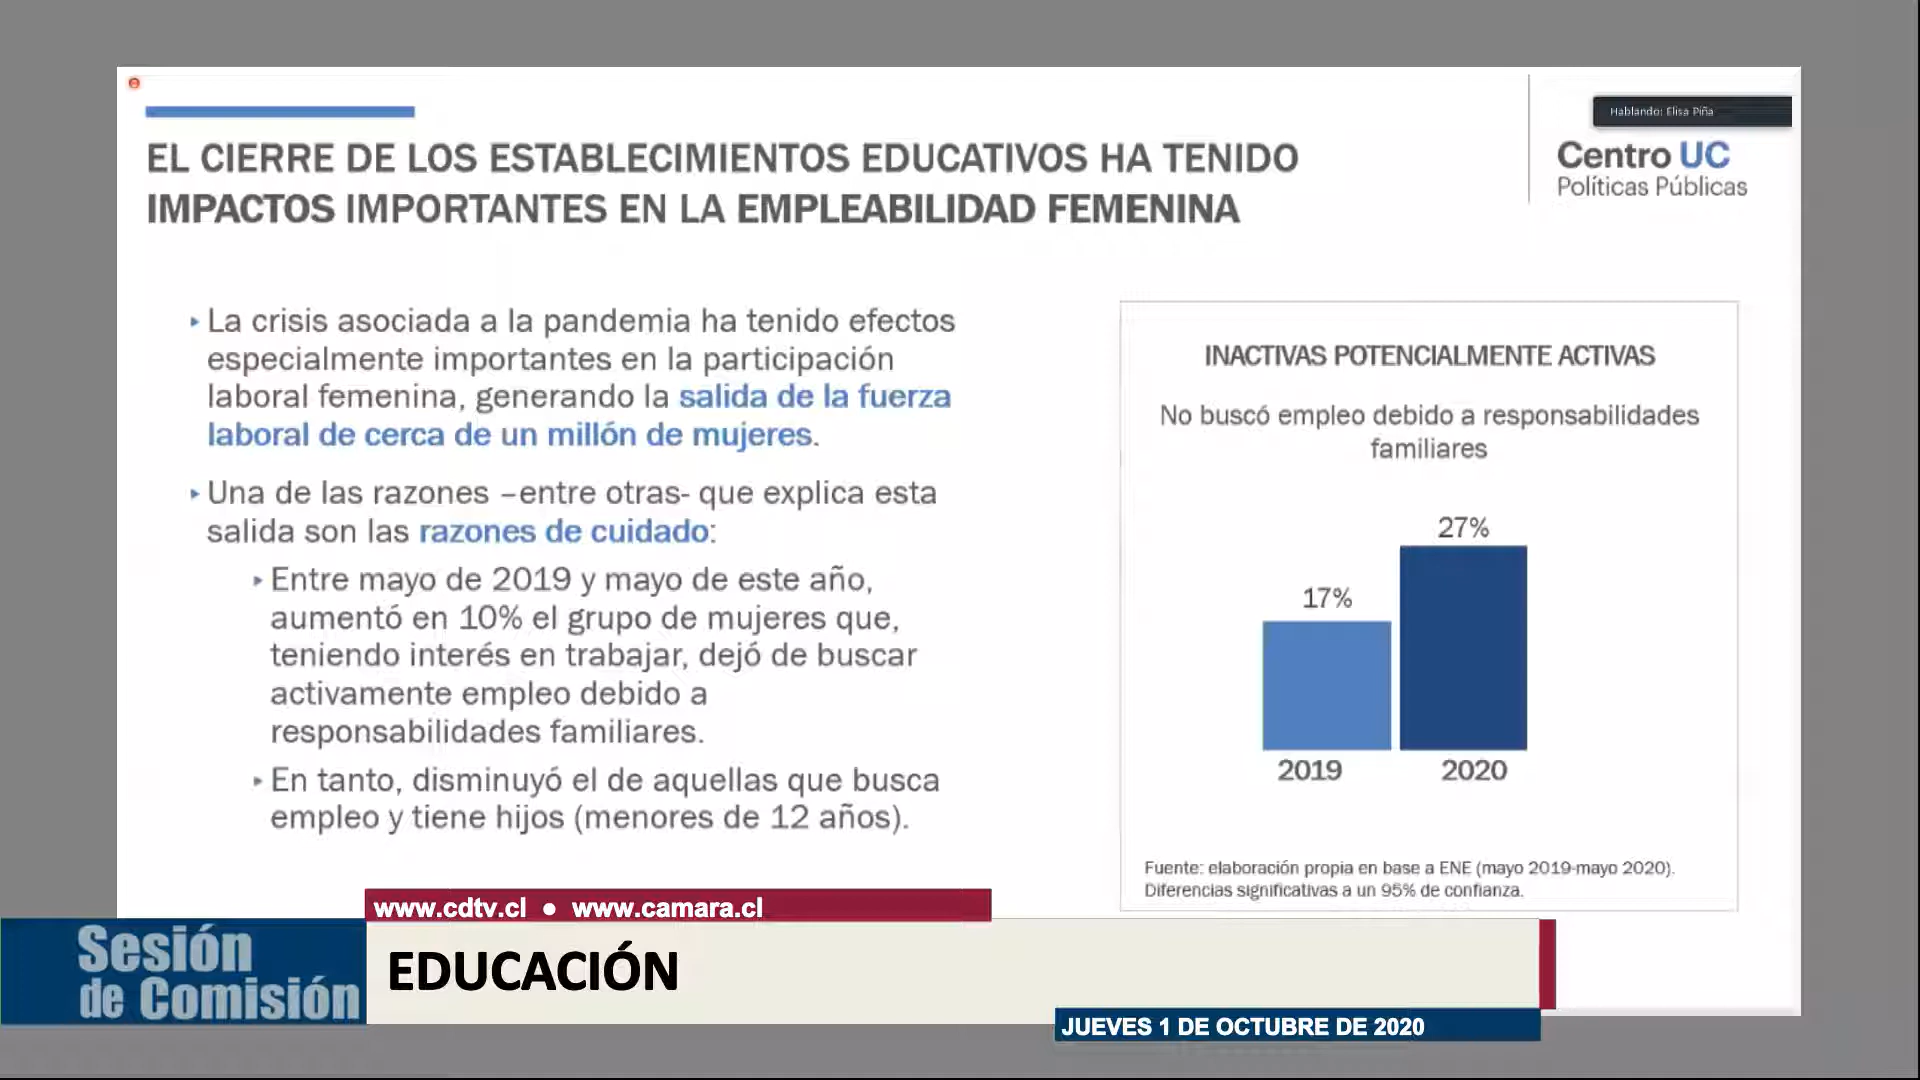 Hablando: Elisa Piña
Centro UC
Políticas Públicas
EL CIERRE DE LOS ESTABLECIMIENTOS EDUCATIVOS HA TENIDO
IMPACTOS IMPORTANTES EN LA EMPLEABILIDAD FEMENINA
▸ La crisis asociada a la pandemia ha tenido efectos
especialmente importantes en la participación
laboral femenina, generando la salida de la fuerza
laboral de cerca de un millón de mujeres.
▸ Una de las razones –entre otras- que explica esta
salida son las razones de cuidado:
▸ Entre mayo de 2019 y mayo de este año,
aumentó en 10% el grupo de mujeres que,
teniendo interés en trabajar, dejó de buscar
activamente empleo debido a
responsabilidades familiares.
▸ En tanto, disminuyó el de aquellas que busca
empleo y tiene hijos (menores de 12 años).
INACTIVAS POTENCIALMENTE ACTIVAS
No buscó empleo debido a responsabilidades
familiares
27%
17%
2019 2020
Fuente: elaboración propia en base a ENE (mayo 2019-mayo 2020).
Diferencias significativas a un 95% de confianza.
www.cdtv.cl ● www.camara.cl
Sesión
de Comisión
EDUCACIÓN
JUEVES 1 DE OCTUBRE DE 2020